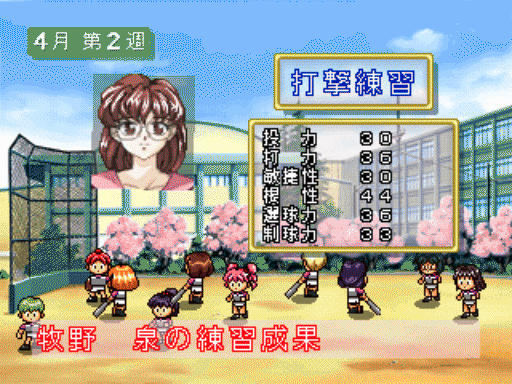 4月 第2週
打撃練習
投力 30
打力 36
敏捷性 30
根性 44
選球力 36
制球力 33
牧野 泉の練習成果